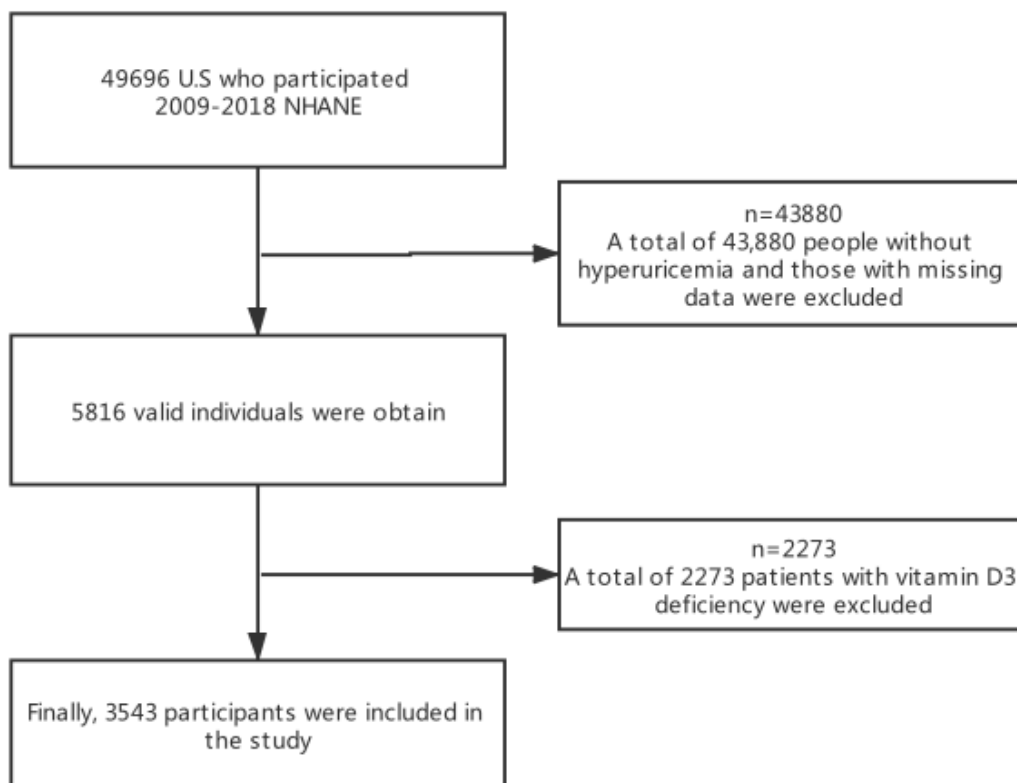 49696 U.S who participated
2009-2018 NHANE
n=43880
A total of 43,880 people without
hyperuricemia and those with missing
data were excluded
5816 valid individuals were obtain
n=2273
A total of 2273 patients with vitamin D3
deficiency were excluded
Finally, 3543 participants were included in
the study